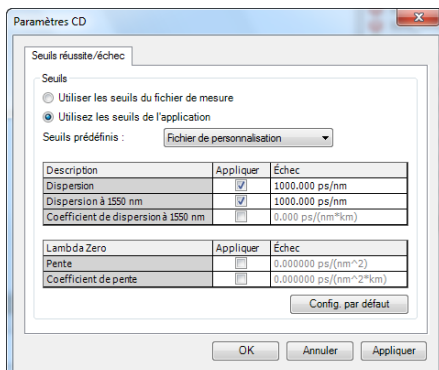 Paramètres CD
Seuils réussite/échec
Seuils
Utiliser les seuils du fichier de mesure
Utilisez les seuils de l'application
Seuils prédéfinis : Fichier de personnalisation
Description Appliquer Échec
Dispersion 1000.000 ps/nm
Dispersion à 1550 nm 1000.000 ps/nm
Coefficient de dispersion à 1550 nm 0.000 ps/(nm*km)
Lambda Zero Appliquer Échec
Pente 0.000000 ps/(nm^2)
Coefficient de pente 0.000000 ps/(nm^2*km)
Config. par défaut
OK Annuler Appliquer